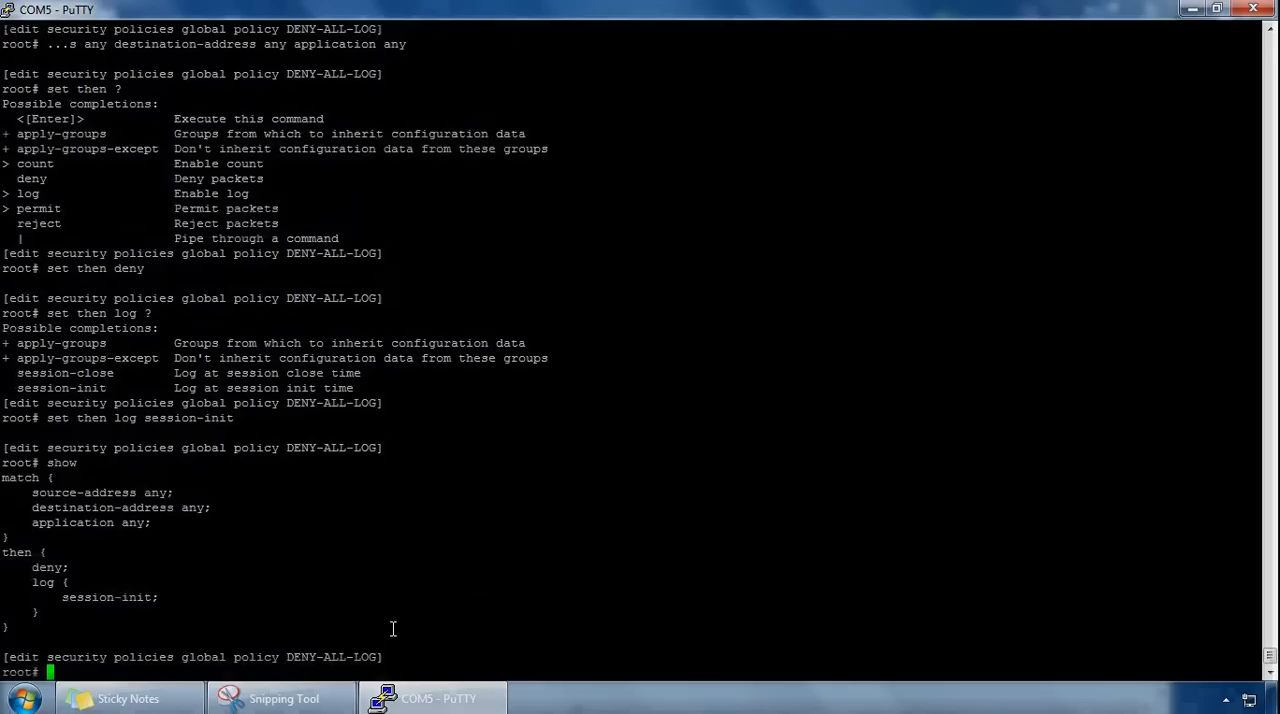 COM5 - PuTTY
[edit security policies global policy DENY-ALL-LOG]
root# ...s any destination-address any application any
[edit security policies global policy DENY-ALL-LOG]
root# set then ?
Possible completions:
<[Enter]> Execute this command
+ apply-groups Groups from which to inherit configuration data
+ apply-groups-except Don't inherit configuration data from these groups
> count Enable count
deny Deny packets
> log Enable log
> permit Permit packets
reject Reject packets
| Pipe through a command
[edit security policies global policy DENY-ALL-LOG]
root# set then deny
[edit security policies global policy DENY-ALL-LOG]
root# set then log ?
Possible completions:
+ apply-groups Groups from which to inherit configuration data
+ apply-groups-except Don't inherit configuration data from these groups
session-close Log at session close time
session-init Log at session init time
[edit security policies global policy DENY-ALL-LOG]
root# set then log session-init
[edit security policies global policy DENY-ALL-LOG]
root# show
match {
source-address any;
destination-address any;
application any;
}
then {
deny;
log {
session-init;
}
}
[edit security policies global policy DENY-ALL-LOG]
root#
Sticky Notes
Snipping Tool
COM5 - PuTTY